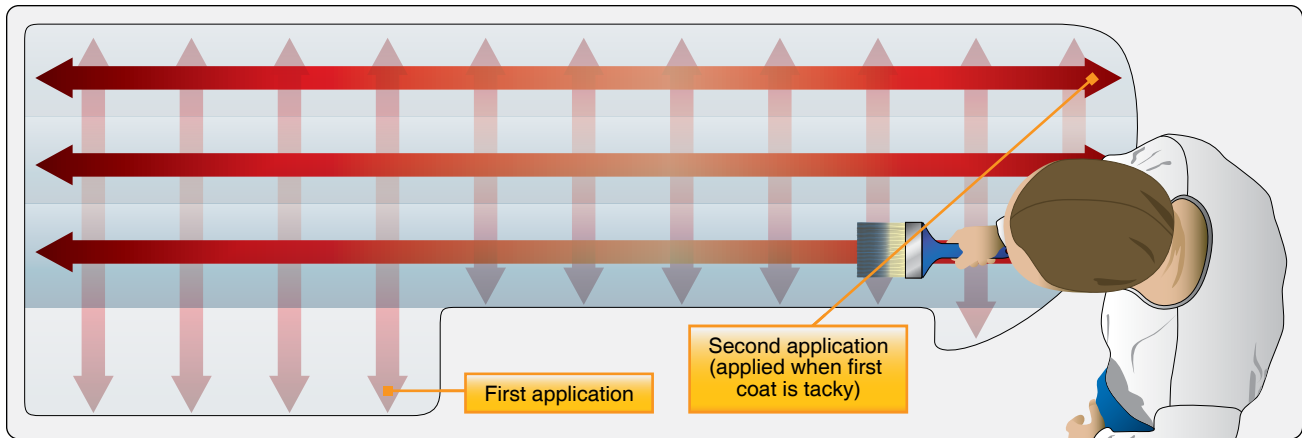 First application
Second application
(applied when first
coat is tacky)